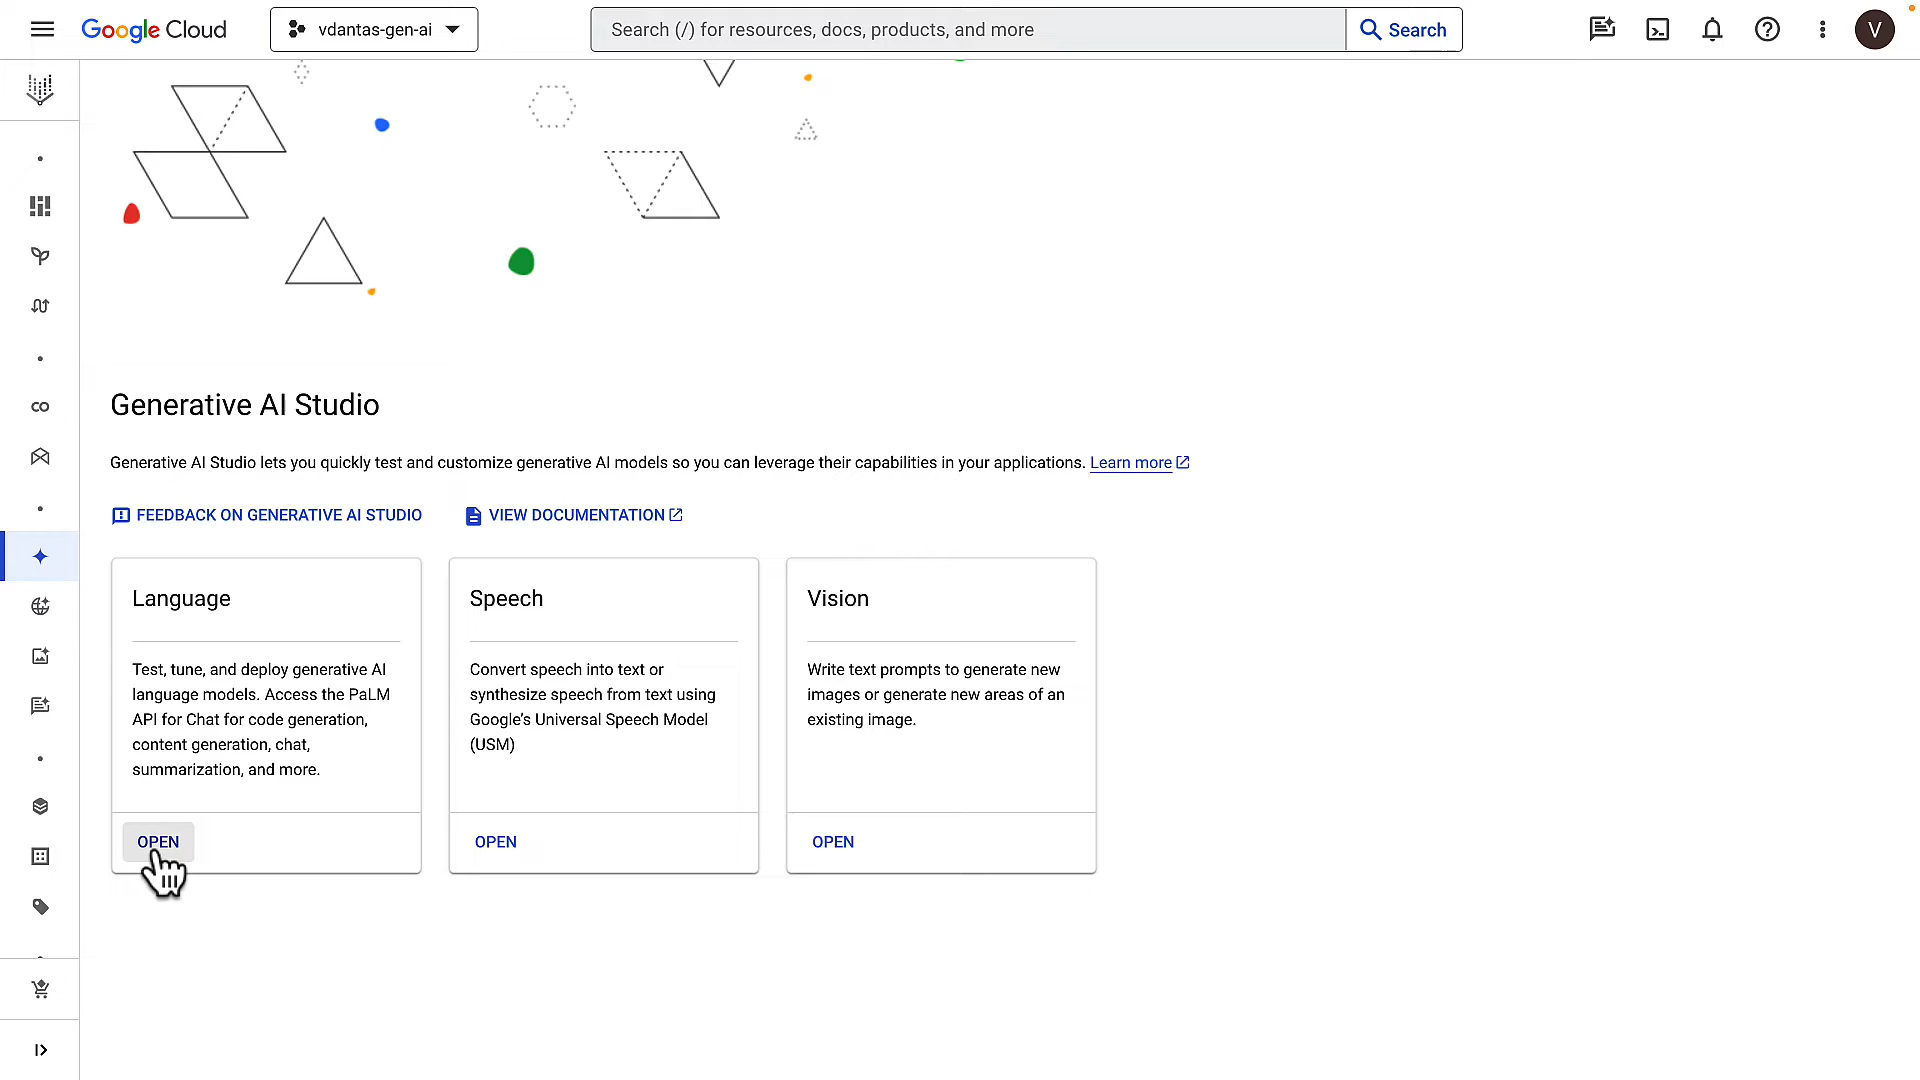 Google Cloud
vdantas-gen-ai
Search (/) for resources, docs, products, and more
Search
V
Generative AI Studio
Generative AI Studio lets you quickly test and customize generative AI models so you can leverage their capabilities in your applications. Learn more
FEEDBACK ON GENERATIVE AI STUDIO
VIEW DOCUMENTATION
Language
Test, tune, and deploy generative AI
language models. Access the PaLM
API for Chat for code generation,
content generation, chat,
summarization, and more.
OPEN
Speech
Convert speech into text or
synthesize speech from text using
Google's Universal Speech Model
(USM)
OPEN
Vision
Write text prompts to generate new
images or generate new areas of an
existing image.
OPEN